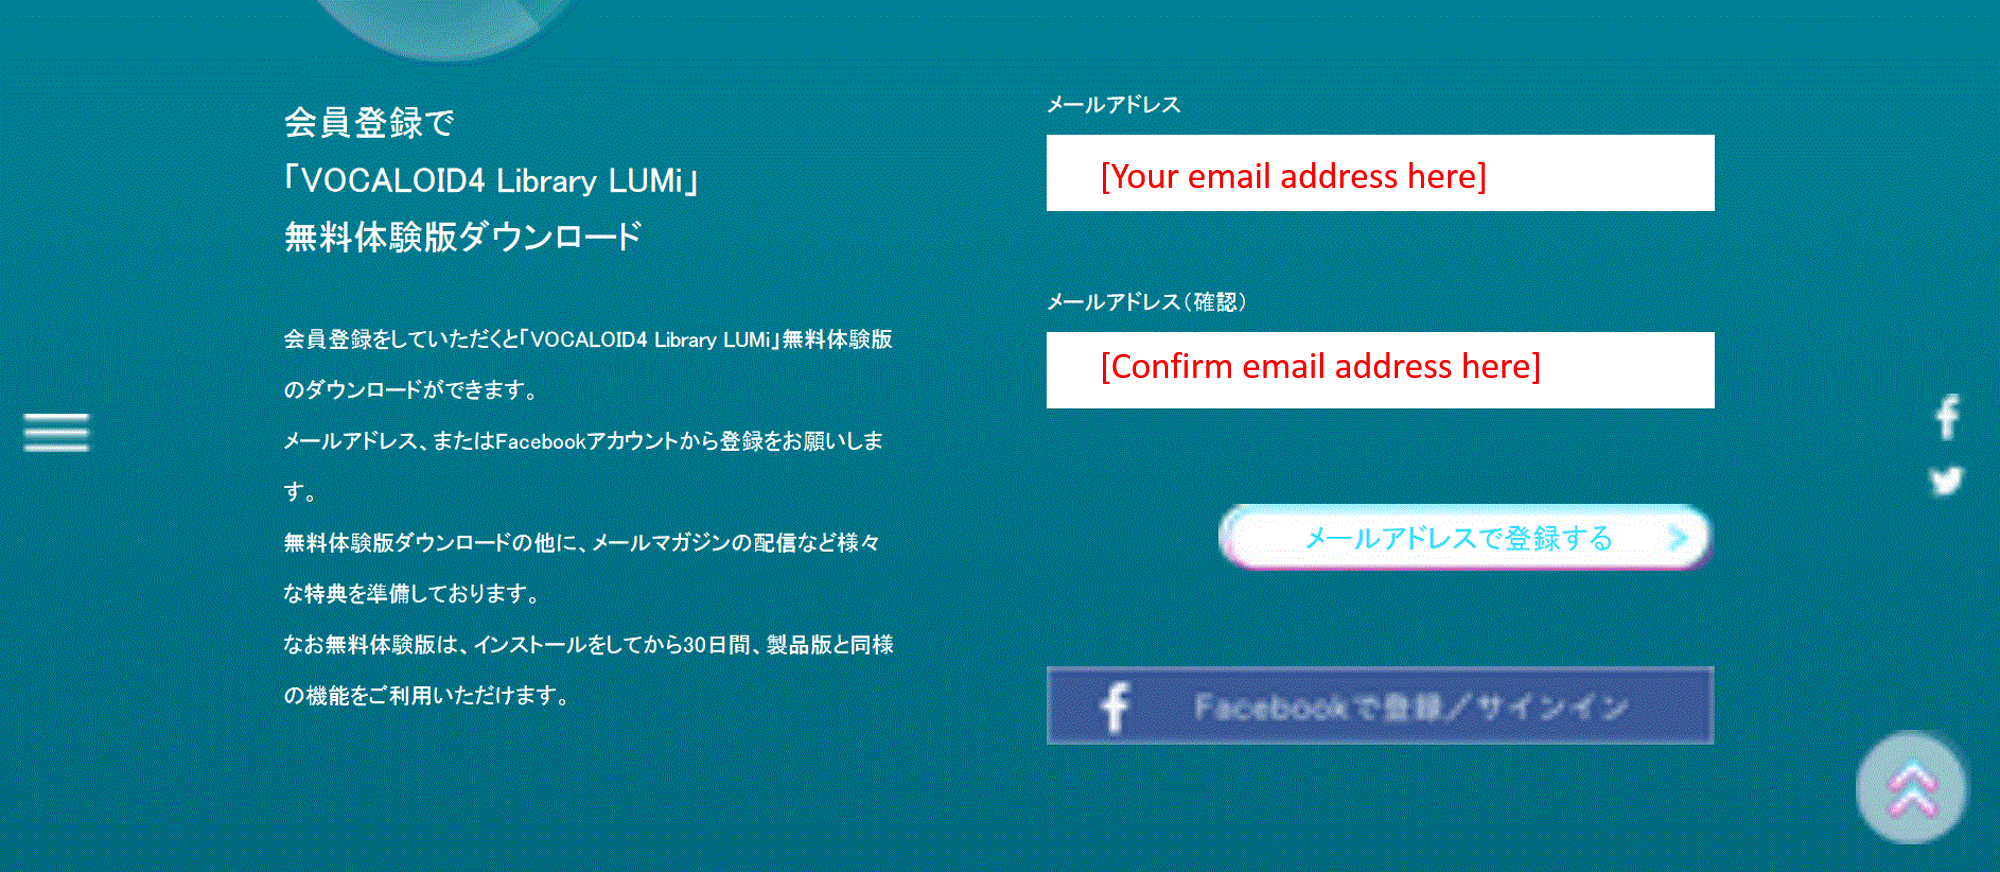 会員登録で
「VOCALOID4 Library LUMi」
無料体験版ダウンロード
会員登録をしていただくと「VOCALOID4 Library LUMi」無料体験版
のダウンロードができます。
メールアドレス、またはFacebookアカウントから登録をお願いしま
す。
無料体験版ダウンロードの他に、メールマガジンの配信など様々
な特典を準備しております。
なお無料体験版は、インストールをしてから30日間、製品版と同様
の機能をご利用いただけます。
メールアドレス
[Your email address here]
メールアドレス（確認）
[Confirm email address here]
メールアドレスで登録する
Facebookで登録／サインイン